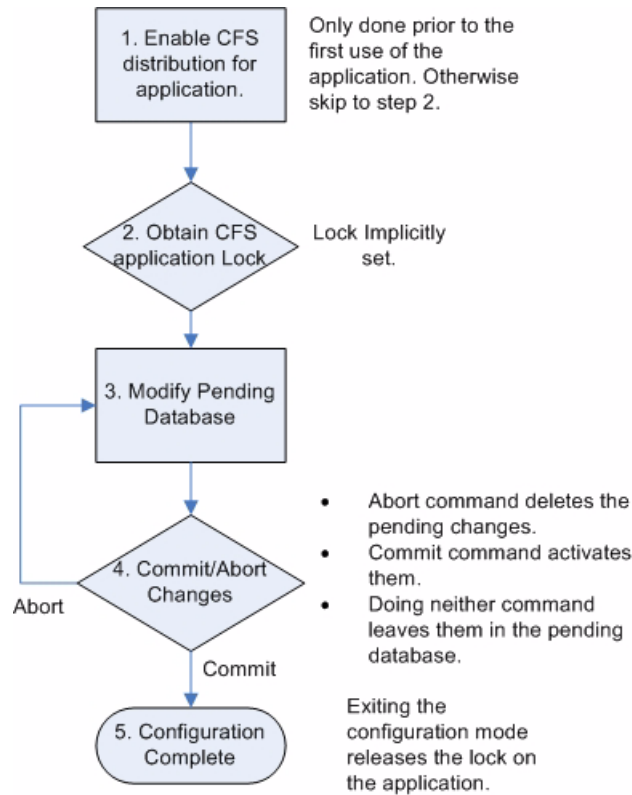 1. Enable CFS
distribution for
application.
Only done prior to the
first use of the
application. Otherwise
skip to step 2.
2. Obtain CFS
application Lock
Lock Implicitly
set.
3. Modify Pending
Database
4. Commit/Abort
Changes
• Abort command deletes the
pending changes.
• Commit command activates
them.
• Doing neither command
leaves them in the pending
database.
Abort
Commit
5. Configuration
Complete
Exiting the
configuration mode
releases the lock on
the application.